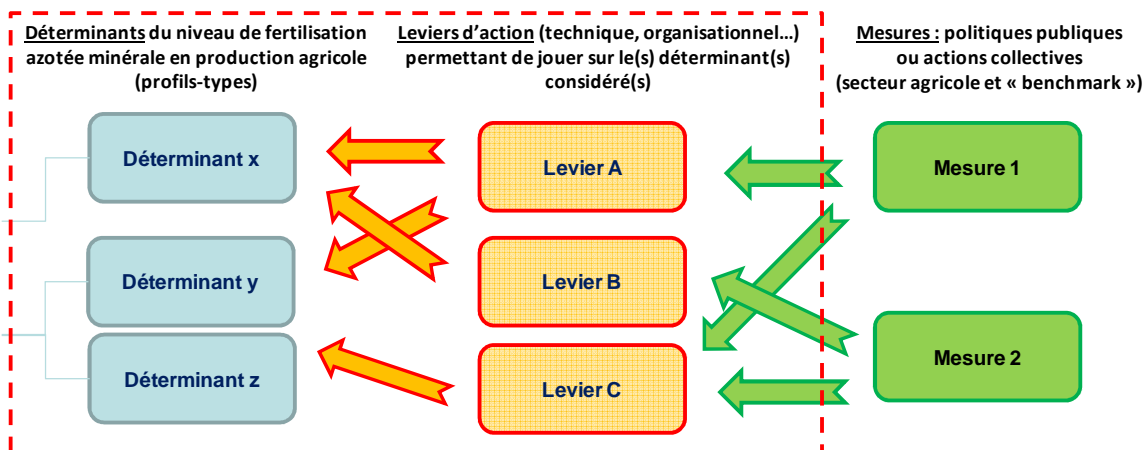 Déterminants du niveau de fertilisation
azotée minérale en production agricole
(profils-types)
Leviers d'action (technique, organisationnel…)
permettant de jouer sur le(s) déterminant(s)
considéré(s)
Mesures : politiques publiques
ou actions collectives
(secteur agricole et « benchmark »)
Déterminant x
Levier A
Mesure 1
Déterminant y
Levier B
Déterminant z
Levier C
Mesure 2